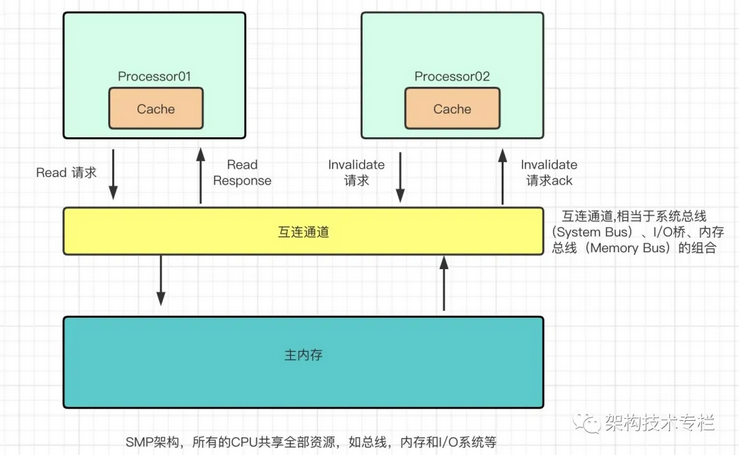 Processor01
Cache
Processor02
Cache
Read 请求
Read
Response
Invalidate
请求
Invalidate
请求ack
互连通道
互连通道,相当于系统总线
（System Bus）、I/O桥、内存
总线（Memory Bus）的组合
主内存
架构技术专栏
SMP架构，所有的CPU共享全部资源，如总线，内存和I/O系统等